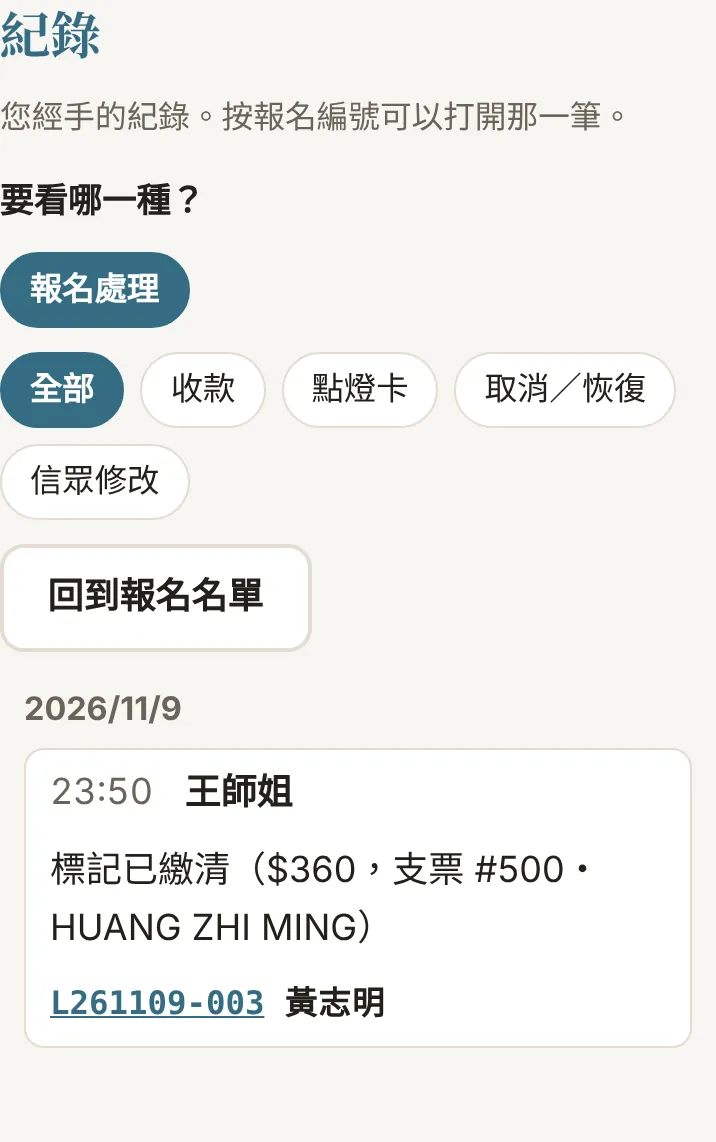 紀錄
您經手的紀錄。按報名編號可以打開那一筆。
要看哪一種？
報名處理
全部 收款 點燈卡 取消／恢復
信眾修改
回到報名名單
2026/11/9
23:50 王師姐
標記已繳清（$360，支票 #500・
HUANG ZHI MING）
L261109-003 黃志明